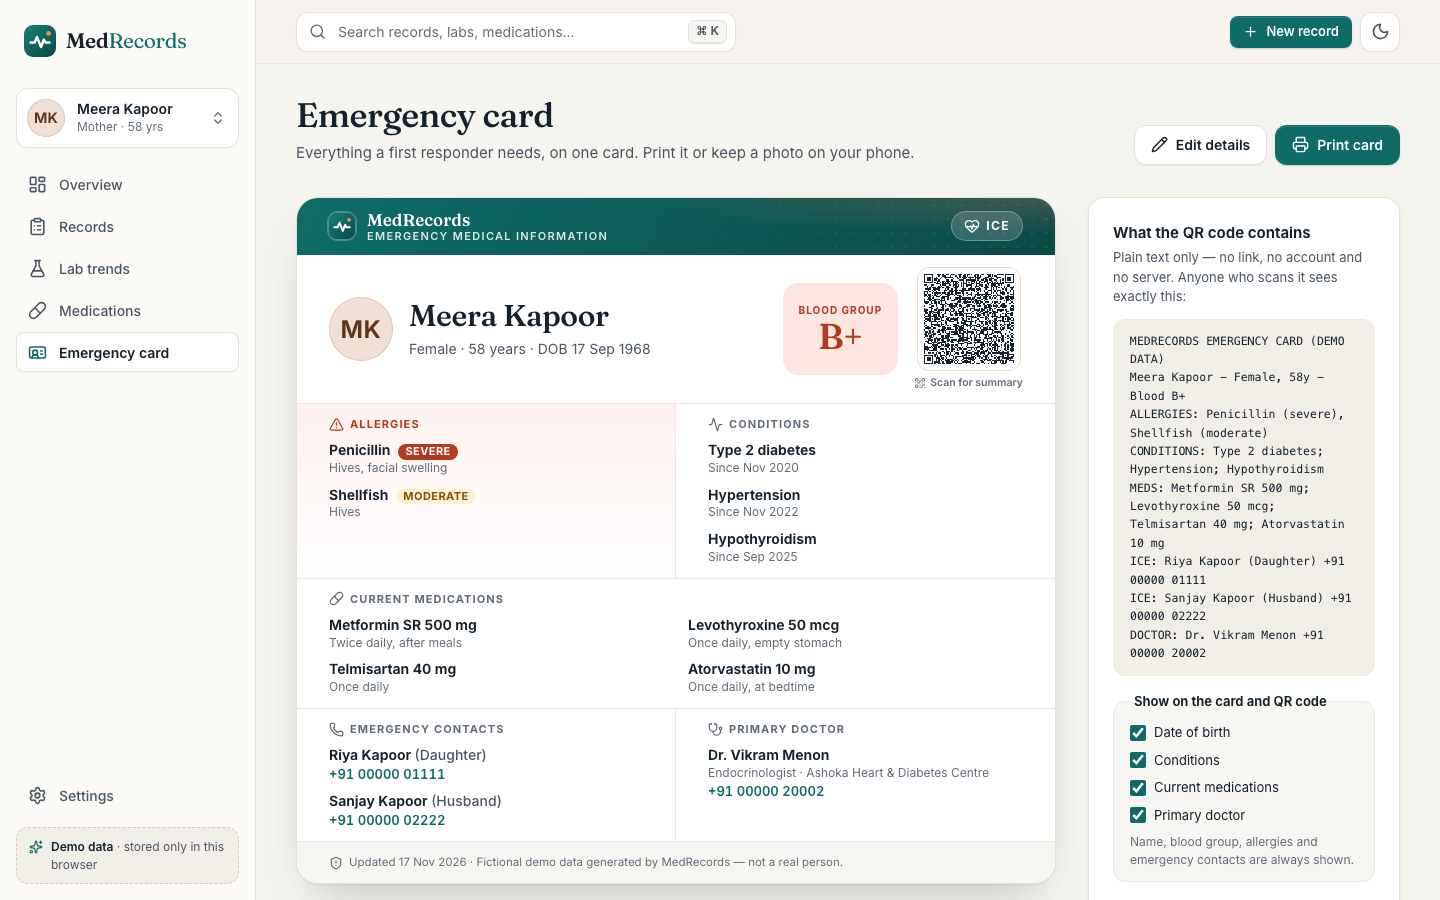 MedRecords
MK
Meera Kapoor
Mother · 58 yrs
Overview
Records
Lab trends
Medications
Emergency card
Settings
Demo data · stored only in this
browser
Search records, labs, medications...
⌘ K
+ New record
Emergency card
Everything a first responder needs, on one card. Print it or keep a photo on your phone.
Edit details
Print card
MedRecords
EMERGENCY MEDICAL INFORMATION
ICE
MK
Meera Kapoor
Female · 58 years · DOB 17 Sep 1968
BLOOD GROUP
B+
Scan for summary
ALLERGIES
Penicillin SEVERE
Hives, facial swelling
Shellfish MODERATE
Hives
CONDITIONS
Type 2 diabetes
Since Nov 2020
Hypertension
Since Nov 2022
Hypothyroidism
Since Sep 2025
CURRENT MEDICATIONS
Metformin SR 500 mg
Twice daily, after meals
Levothyroxine 50 mcg
Once daily, empty stomach
Telmisartan 40 mg
Once daily
Atorvastatin 10 mg
Once daily, at bedtime
EMERGENCY CONTACTS
Riya Kapoor (Daughter)
+91 00000 01111
Sanjay Kapoor (Husband)
+91 00000 02222
PRIMARY DOCTOR
Dr. Vikram Menon
Endocrinologist · Ashoka Heart & Diabetes Centre
+91 00000 20002
Updated 17 Nov 2026 · Fictional demo data generated by MedRecords — not a real person.
What the QR code contains
Plain text only — no link, no account and
no server. Anyone who scans it sees
exactly this:
MEDRECORDS EMERGENCY CARD (DEMO
DATA)
Meera Kapoor – Female, 58y –
Blood B+
ALLERGIES: Penicillin (severe),
Shellfish (moderate)
CONDITIONS: Type 2 diabetes;
Hypertension; Hypothyroidism
MEDS: Metformin SR 500 mg;
Levothyroxine 50 mcg;
Telmisartan 40 mg; Atorvastatin
10 mg
ICE: Riya Kapoor (Daughter) +91
00000 01111
ICE: Sanjay Kapoor (Husband) +91
00000 02222
DOCTOR: Dr. Vikram Menon +91
00000 20002
Show on the card and QR code
Date of birth
Conditions
Current medications
Primary doctor
Name, blood group, allergies and
emergency contacts are always shown.